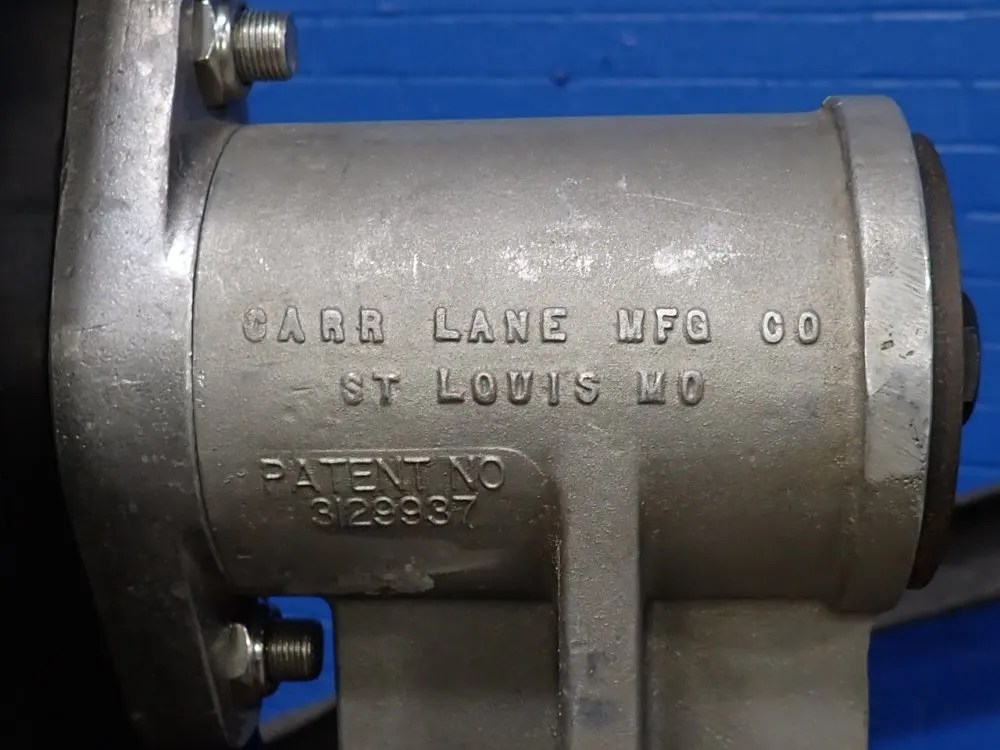 CARR LANE MFG CO
ST LOUIS MO
PATENT NO
3129937